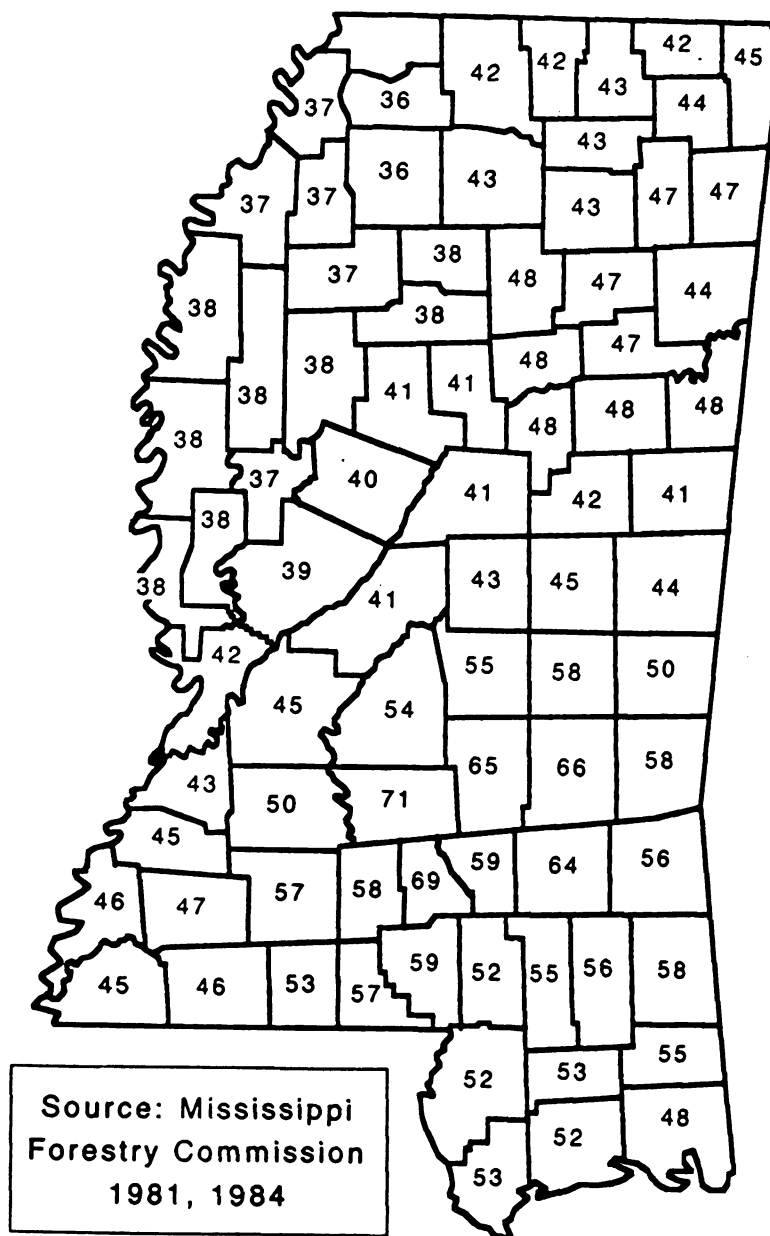 42 42 42 45
37 36 43 44
43
36 43 47 47
37 37 43
38 37 38 48 47 44
38
38 38 41 41 48 47
38 48 48 48
37 40 41 42 41
38
38 39 41 43 45 44
42 55 58 50
45 54
43 50 71 65 66 58
45
46 47 57 58 69 59 64 56
45 46 53 57 59 52 55 56 58
52 53 55
53 52 48
Source: Mississippi
Forestry Commission
1981, 1984